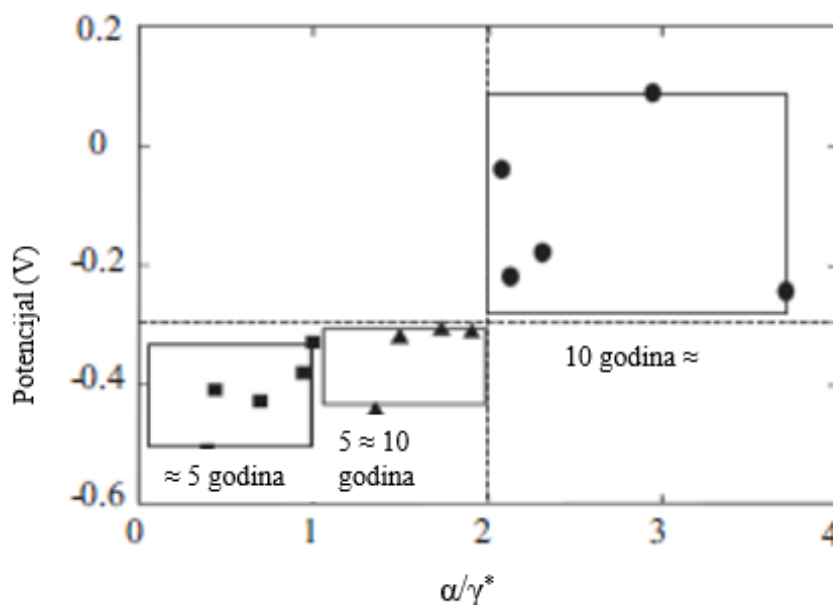 0.2
0
-0.2
-0.4
-0.6
Potencijal (V)
10 godina ≈
5 ≈ 10
godina
≈ 5 godina
0
1
2
3
4
α/γ*